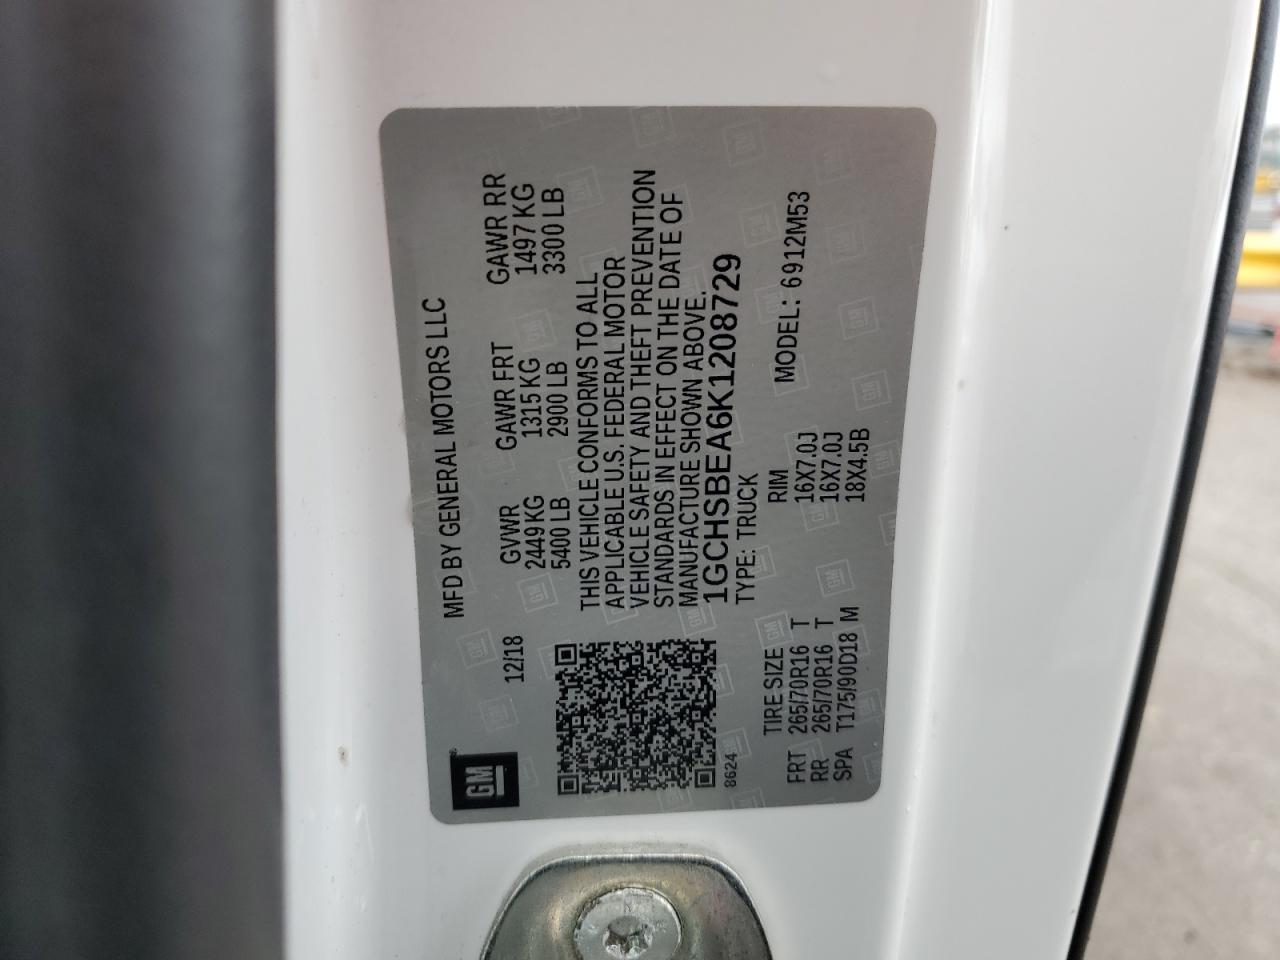 MFD BY GENERAL MOTORS LLC
GM
12/18
GVWR GAWR FRT GAWR RR
2449 KG 1315 KG 1497 KG
5400 LB 2900 LB 3300 LB
THIS VEHICLE CONFORMS TO ALL
APPLICABLE U.S. FEDERAL MOTOR
VEHICLE SAFETY AND THEFT PREVENTION
STANDARDS IN EFFECT ON THE DATE OF
MANUFACTURE SHOWN ABOVE.
1GCHSBEA6K1208729
8624
TYPE: TRUCK
MODEL: 6912M53
TIRE SIZE RIM
FRT 265/70R16 T 16X7.0J
RR 265/70R16 T 16X7.0J
SPA T175/90D18 M 18X4.5B